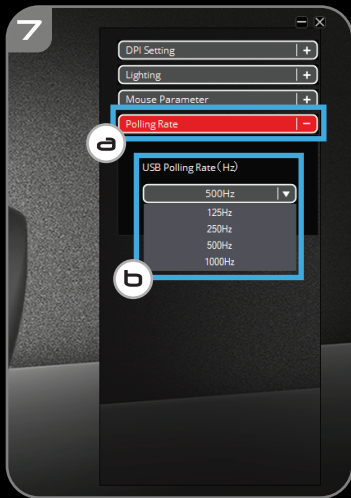 7
DPI Setting
Lighting
Mouse Parameter
Polling Rate
a
USB Polling Rate(Hz)
500Hz
125Hz
250Hz
500Hz
1000Hz
b